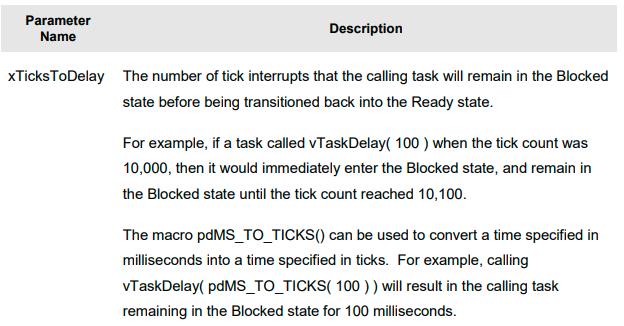 Parameter Name
Description
xTicksToDelay
The number of tick interrupts that the calling task will remain in the Blocked
state before being transitioned back into the Ready state.
For example, if a task called vTaskDelay( 100 ) when the tick count was
10,000, then it would immediately enter the Blocked state, and remain in
the Blocked state until the tick count reached 10,100.
The macro pdMS_TO_TICKS() can be used to convert a time specified in
milliseconds into a time specified in ticks.  For example, calling
vTaskDelay( pdMS_TO_TICKS( 100 ) ) will result in the calling task
remaining in the Blocked state for 100 milliseconds.